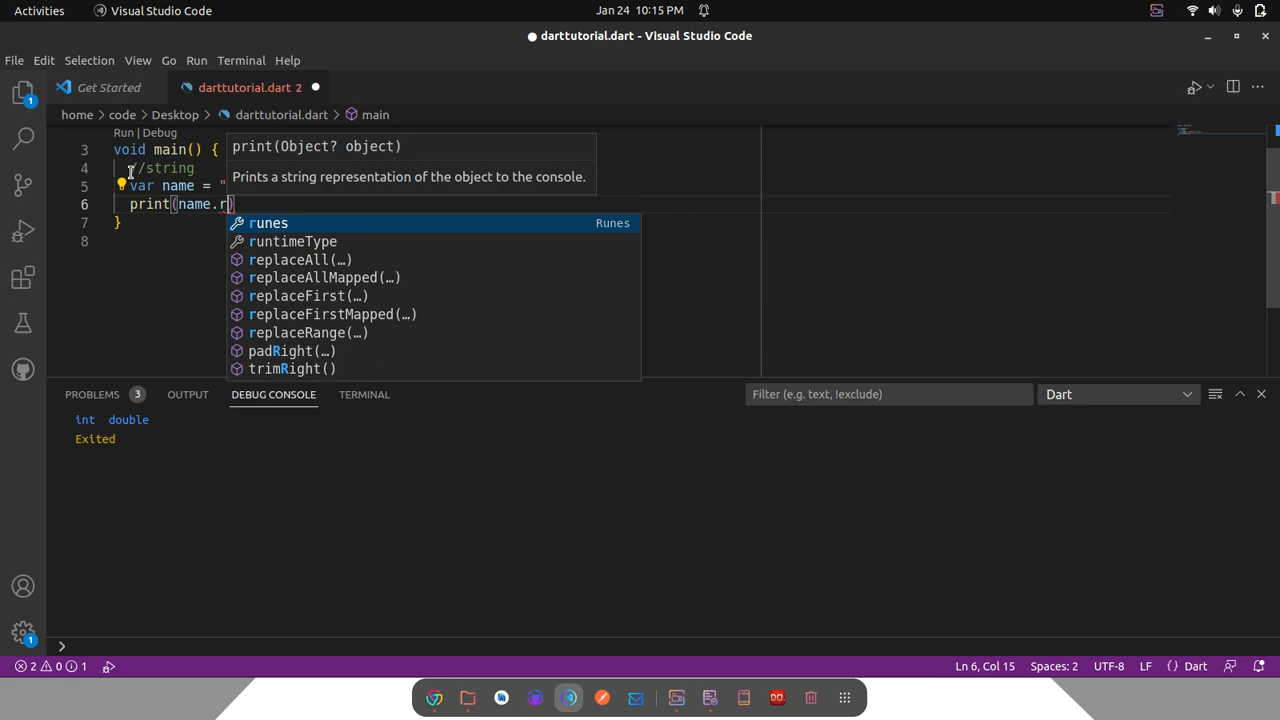 Activities
Visual Studio Code
Jan 24 10:15 PM
darttutorial.dart - Visual Studio Code
File Edit Selection View Go Run Terminal Help
Get Started
darttutorial.dart 2
home > code > Desktop > darttutorial.dart > main
Run | Debug
3 void main() {
4 //string
5 var name = "
6 print(name.r)
7 }
8
print(Object? object)
Prints a string representation of the object to the console.
runes Runes
runtimeType
replaceAll(…)
replaceAllMapped(…)
replaceFirst(…)
replaceFirstMapped(…)
replaceRange(…)
padRight(…)
trimRight()
PROBLEMS 3 OUTPUT DEBUG CONSOLE TERMINAL
Filter (e.g. text, !exclude)
Dart
int double
Exited
1
1
2 0 1
Ln 6, Col 15 Spaces: 2 UTF-8 LF {} Dart